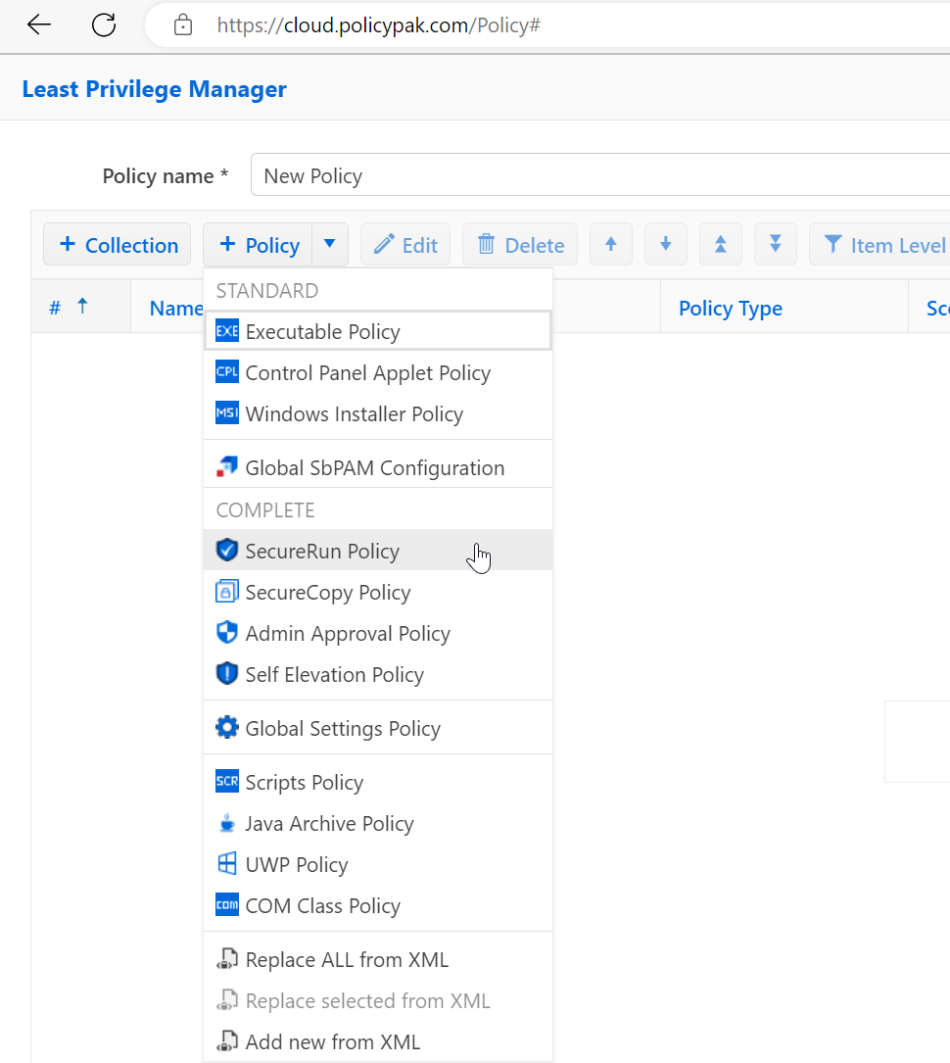 https://cloud.policypak.com/Policy#
Least Privilege Manager
Policy name * New Policy
+ Collection + Policy Edit Delete Item Level
# Name Policy Type
STANDARD
EXE Executable Policy
CPL Control Panel Applet Policy
MSI Windows Installer Policy
Global SbPAM Configuration
COMPLETE
SecureRun Policy
SecureCopy Policy
Admin Approval Policy
Self Elevation Policy
Global Settings Policy
SCR Scripts Policy
Java Archive Policy
UWP Policy
COM COM Class Policy
Replace ALL from XML
Replace selected from XML
Add new from XML